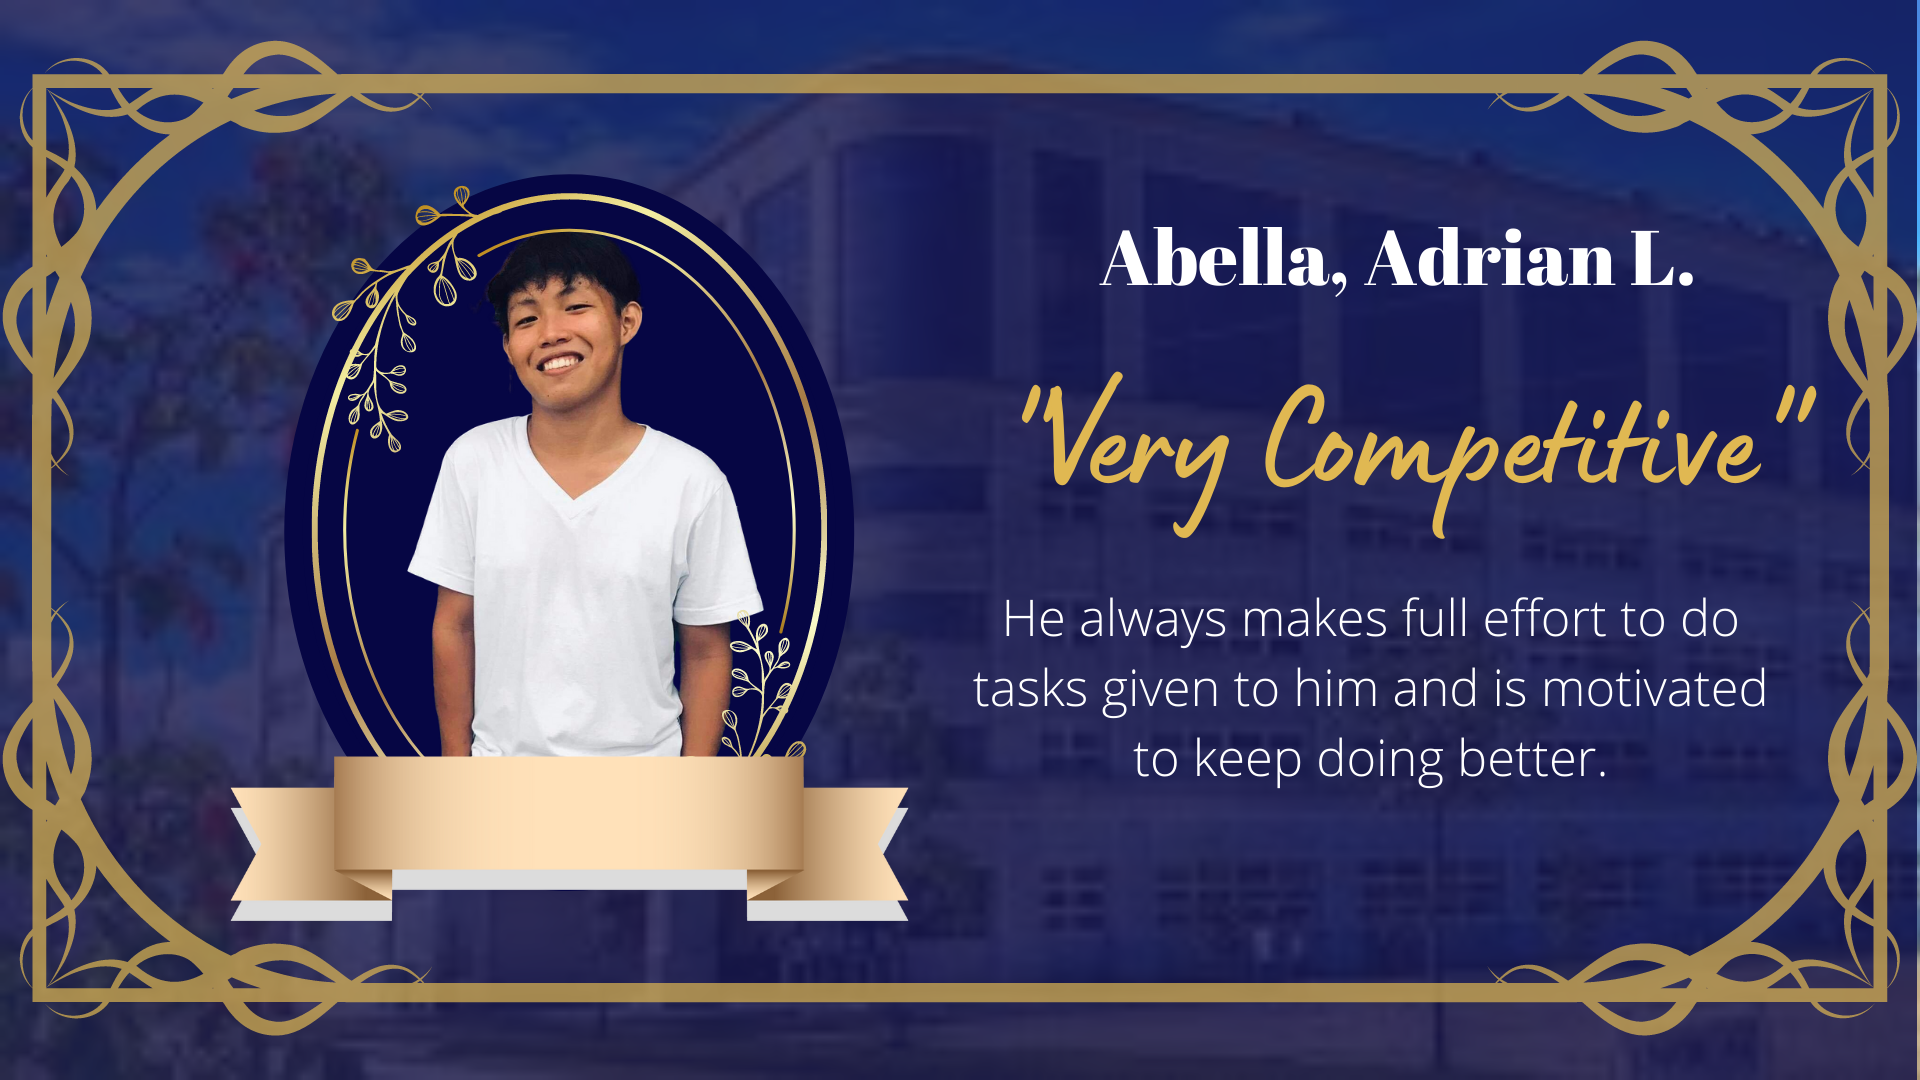 Abella, Adrian L.
"Very Competitive"
He always makes full effort to do
tasks given to him and is motivated
to keep doing better.